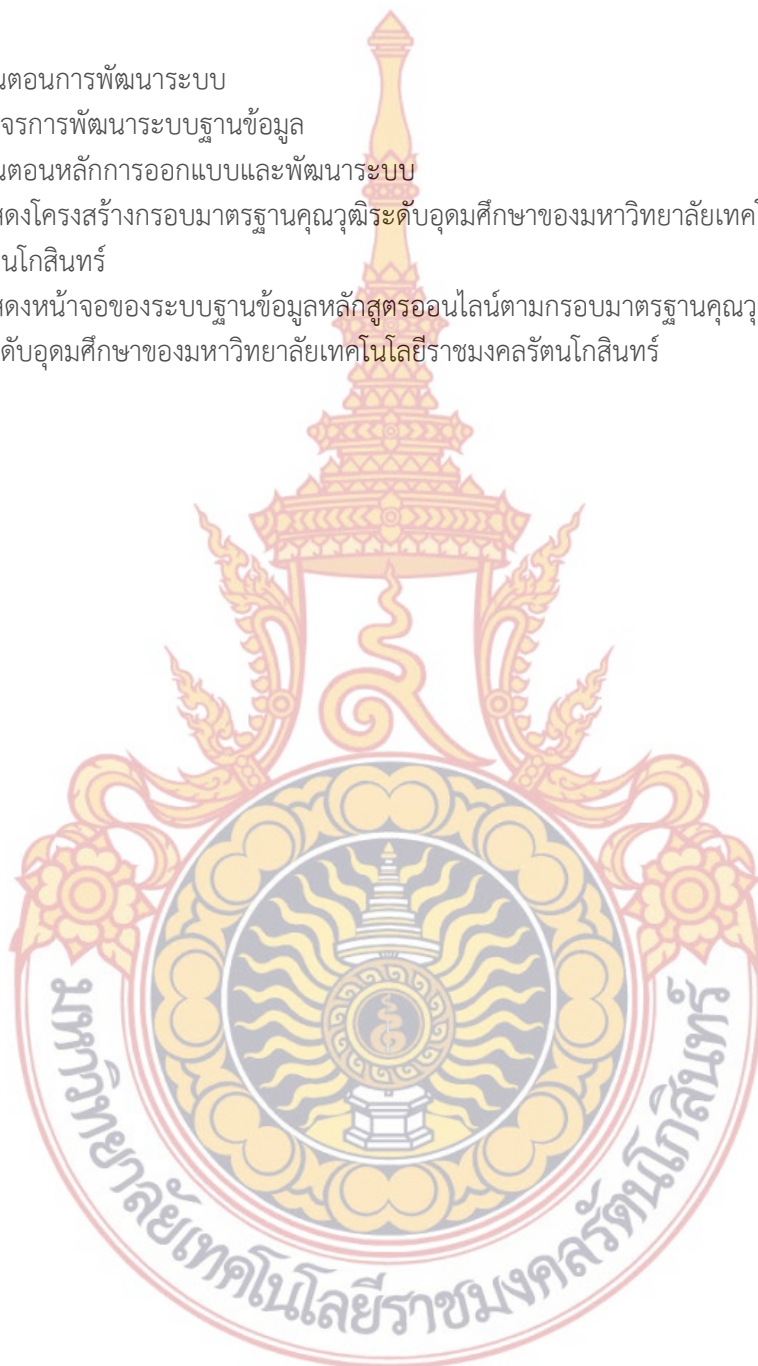 นตอนการพัฒนาระบบ
จรการพัฒนาระบบฐานข้อมูล
นตอนหลักการออกแบบและพัฒนาระบบ
สดงโครงสร้างกรอบมาตรฐานคุณวุฒิระดับอุดมศึกษาของมหาวิทยาลัยเทค
นโกสินทร์
สดงหน้าจอของระบบฐานข้อมูลหลักสูตรออนไลน์ตามกรอบมาตรฐานคุณวุ
ดับอุดมศึกษาของมหาวิทยาลัยเทคโนโลยีราชมงคลรัตนโกสินทร์
มหาวิทยาลัยเทคโนโลยีราชมงคลรัตนโกสินทร์